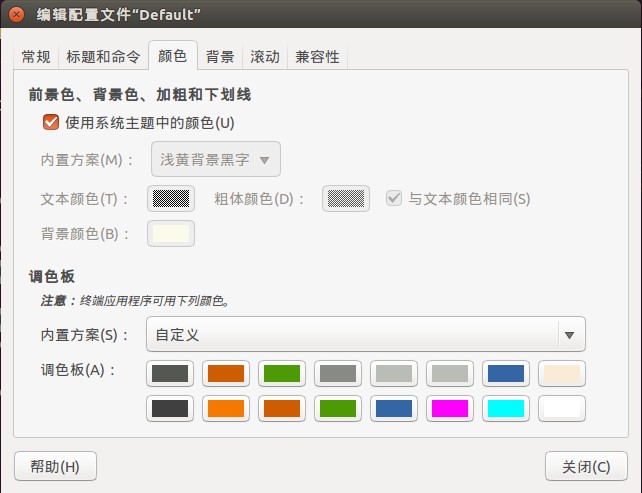 编辑配置文件“Default”
常规 标题和命令 颜色 背景 滚动 兼容性
前景色、背景色、加粗和下划线
使用系统主题中的颜色(U)
内置方案(M)： 浅黄背景黑字
文本颜色(T)： 粗体颜色(D)： 与文本颜色相同(S)
背景颜色(B)：
调色板
注意：终端应用程序可用下列颜色。
内置方案(S)： 自定义
调色板(A)：
帮助(H) 关闭(C)